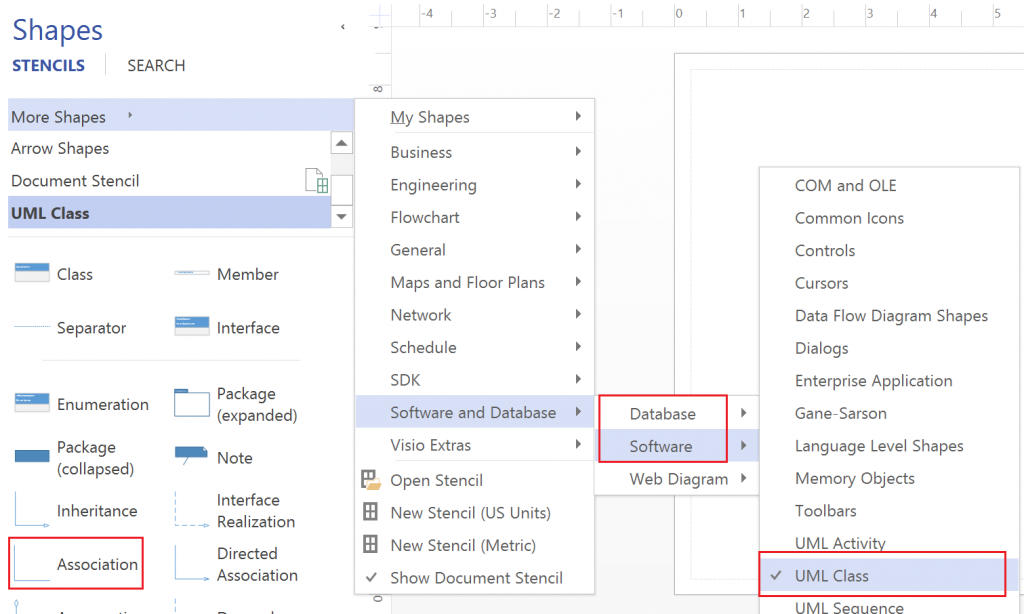 Shapes
STENCILS
SEARCH
More Shapes
Arrow Shapes
Document Stencil
UML Class
Class
Member
Separator
Interface
Enumeration
Package
(expanded)
Package
(collapsed)
Note
Inheritance
Interface
Realization
Association
Directed
Association
My Shapes
Business
Engineering
Flowchart
General
Maps and Floor Plans
Network
Schedule
SDK
Software and Database
Visio Extras
Open Stencil
New Stencil (US Units)
New Stencil (Metric)
Show Document Stencil
Database
Software
Web Diagram
COM and OLE
Common Icons
Controls
Cursors
Data Flow Diagram Shapes
Dialogs
Enterprise Application
Gane-Sarson
Language Level Shapes
Memory Objects
Toolbars
UML Activity
UML Class
UML Sequence
-4 -3 -2 -1 0 1 2 3 4 5
8
0